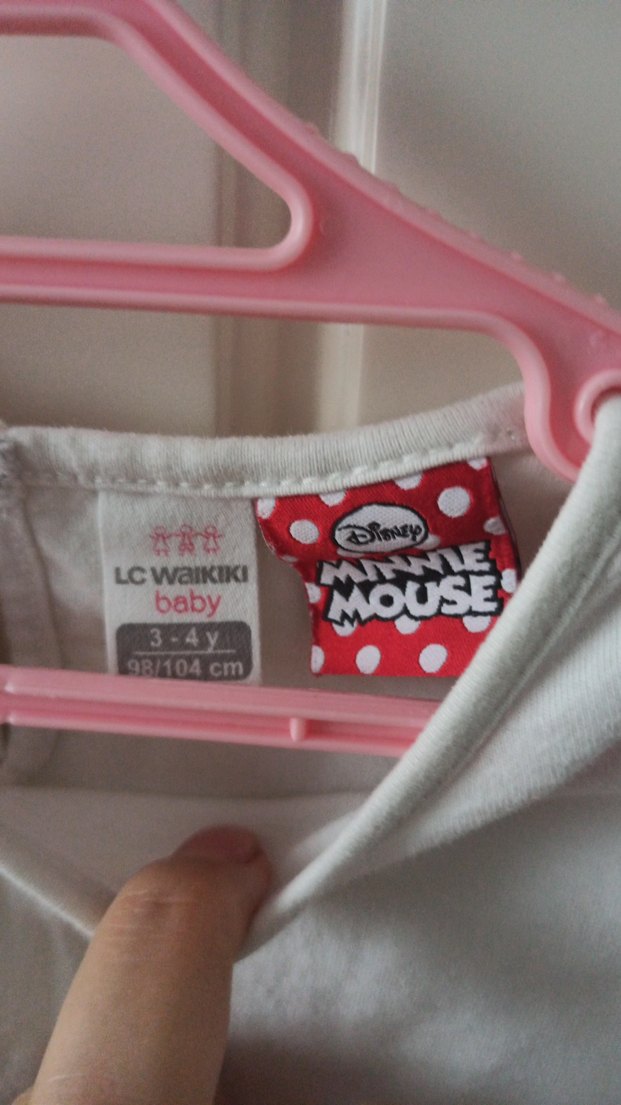 LC WaiKiKi
baby
3 - 4 y
98/104 cm
Disney
MINNIE
MOUSE